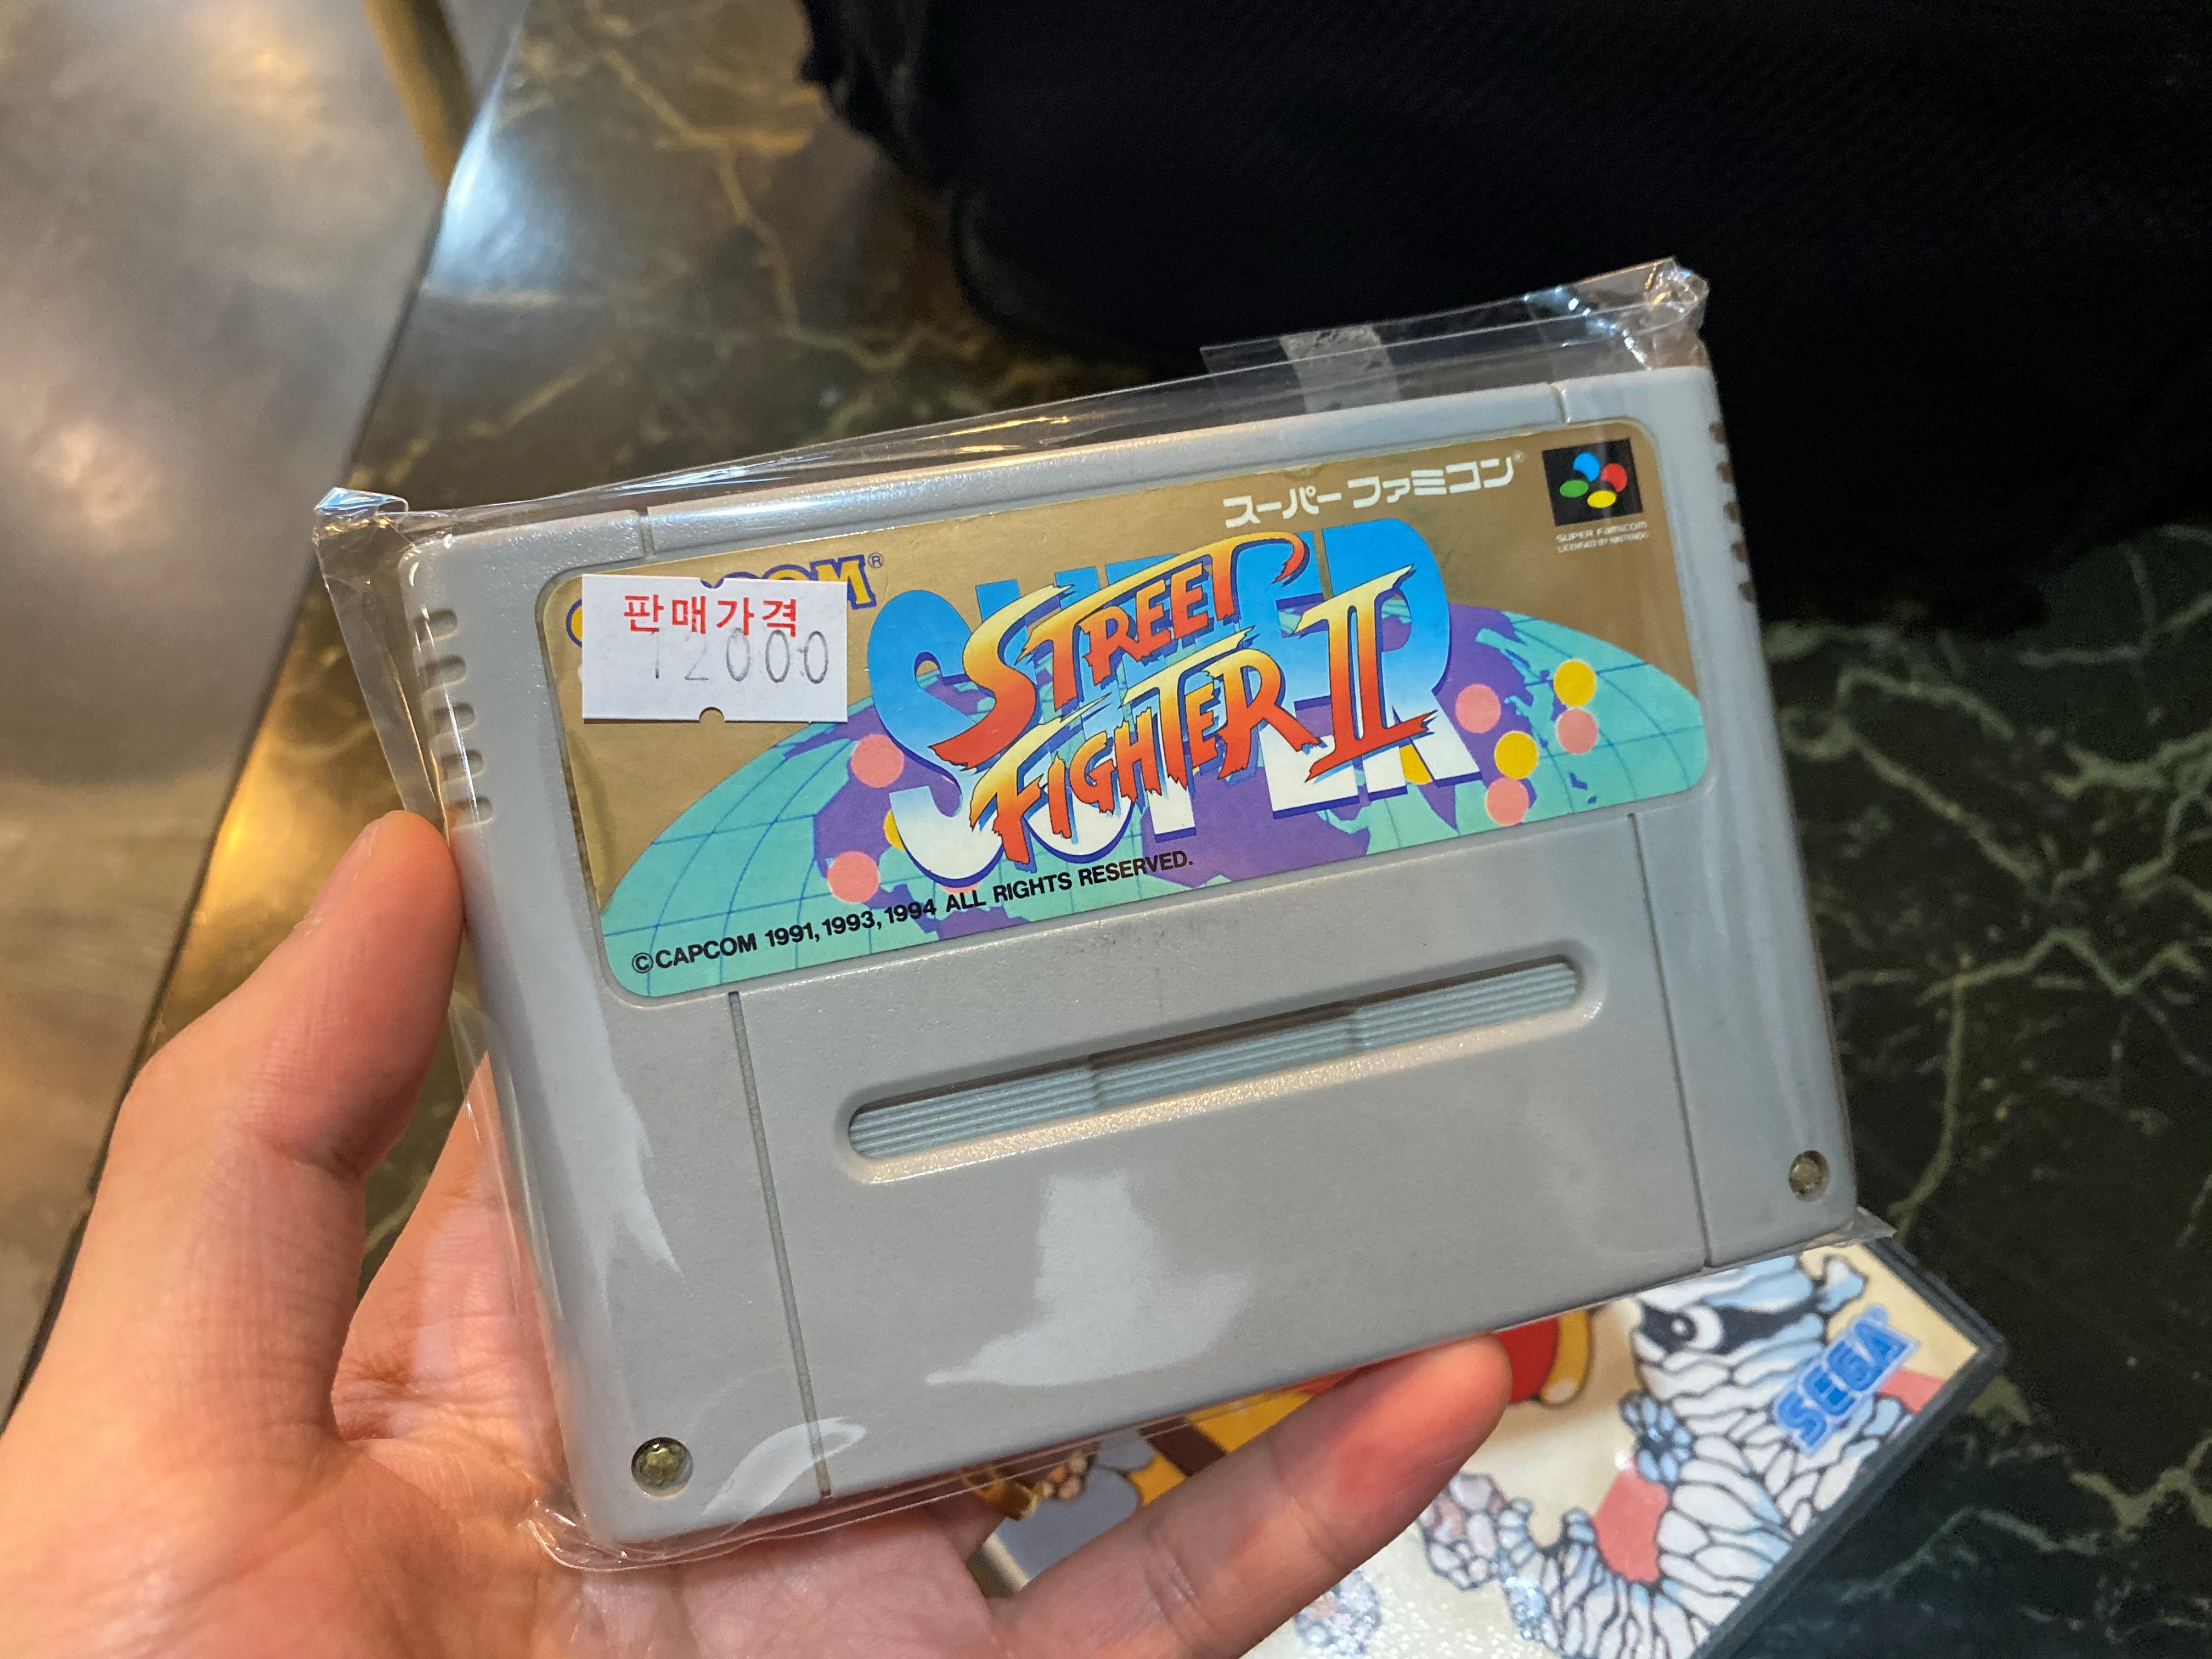 スーパーファミコン®
SUPER FAMICOM
LICENSED BY NINTENDO
판매가격
12000
SUPER
STREET
FIGHTER II
©CAPCOM 1991, 1993, 1994 ALL RIGHTS RESERVED.
SEGA